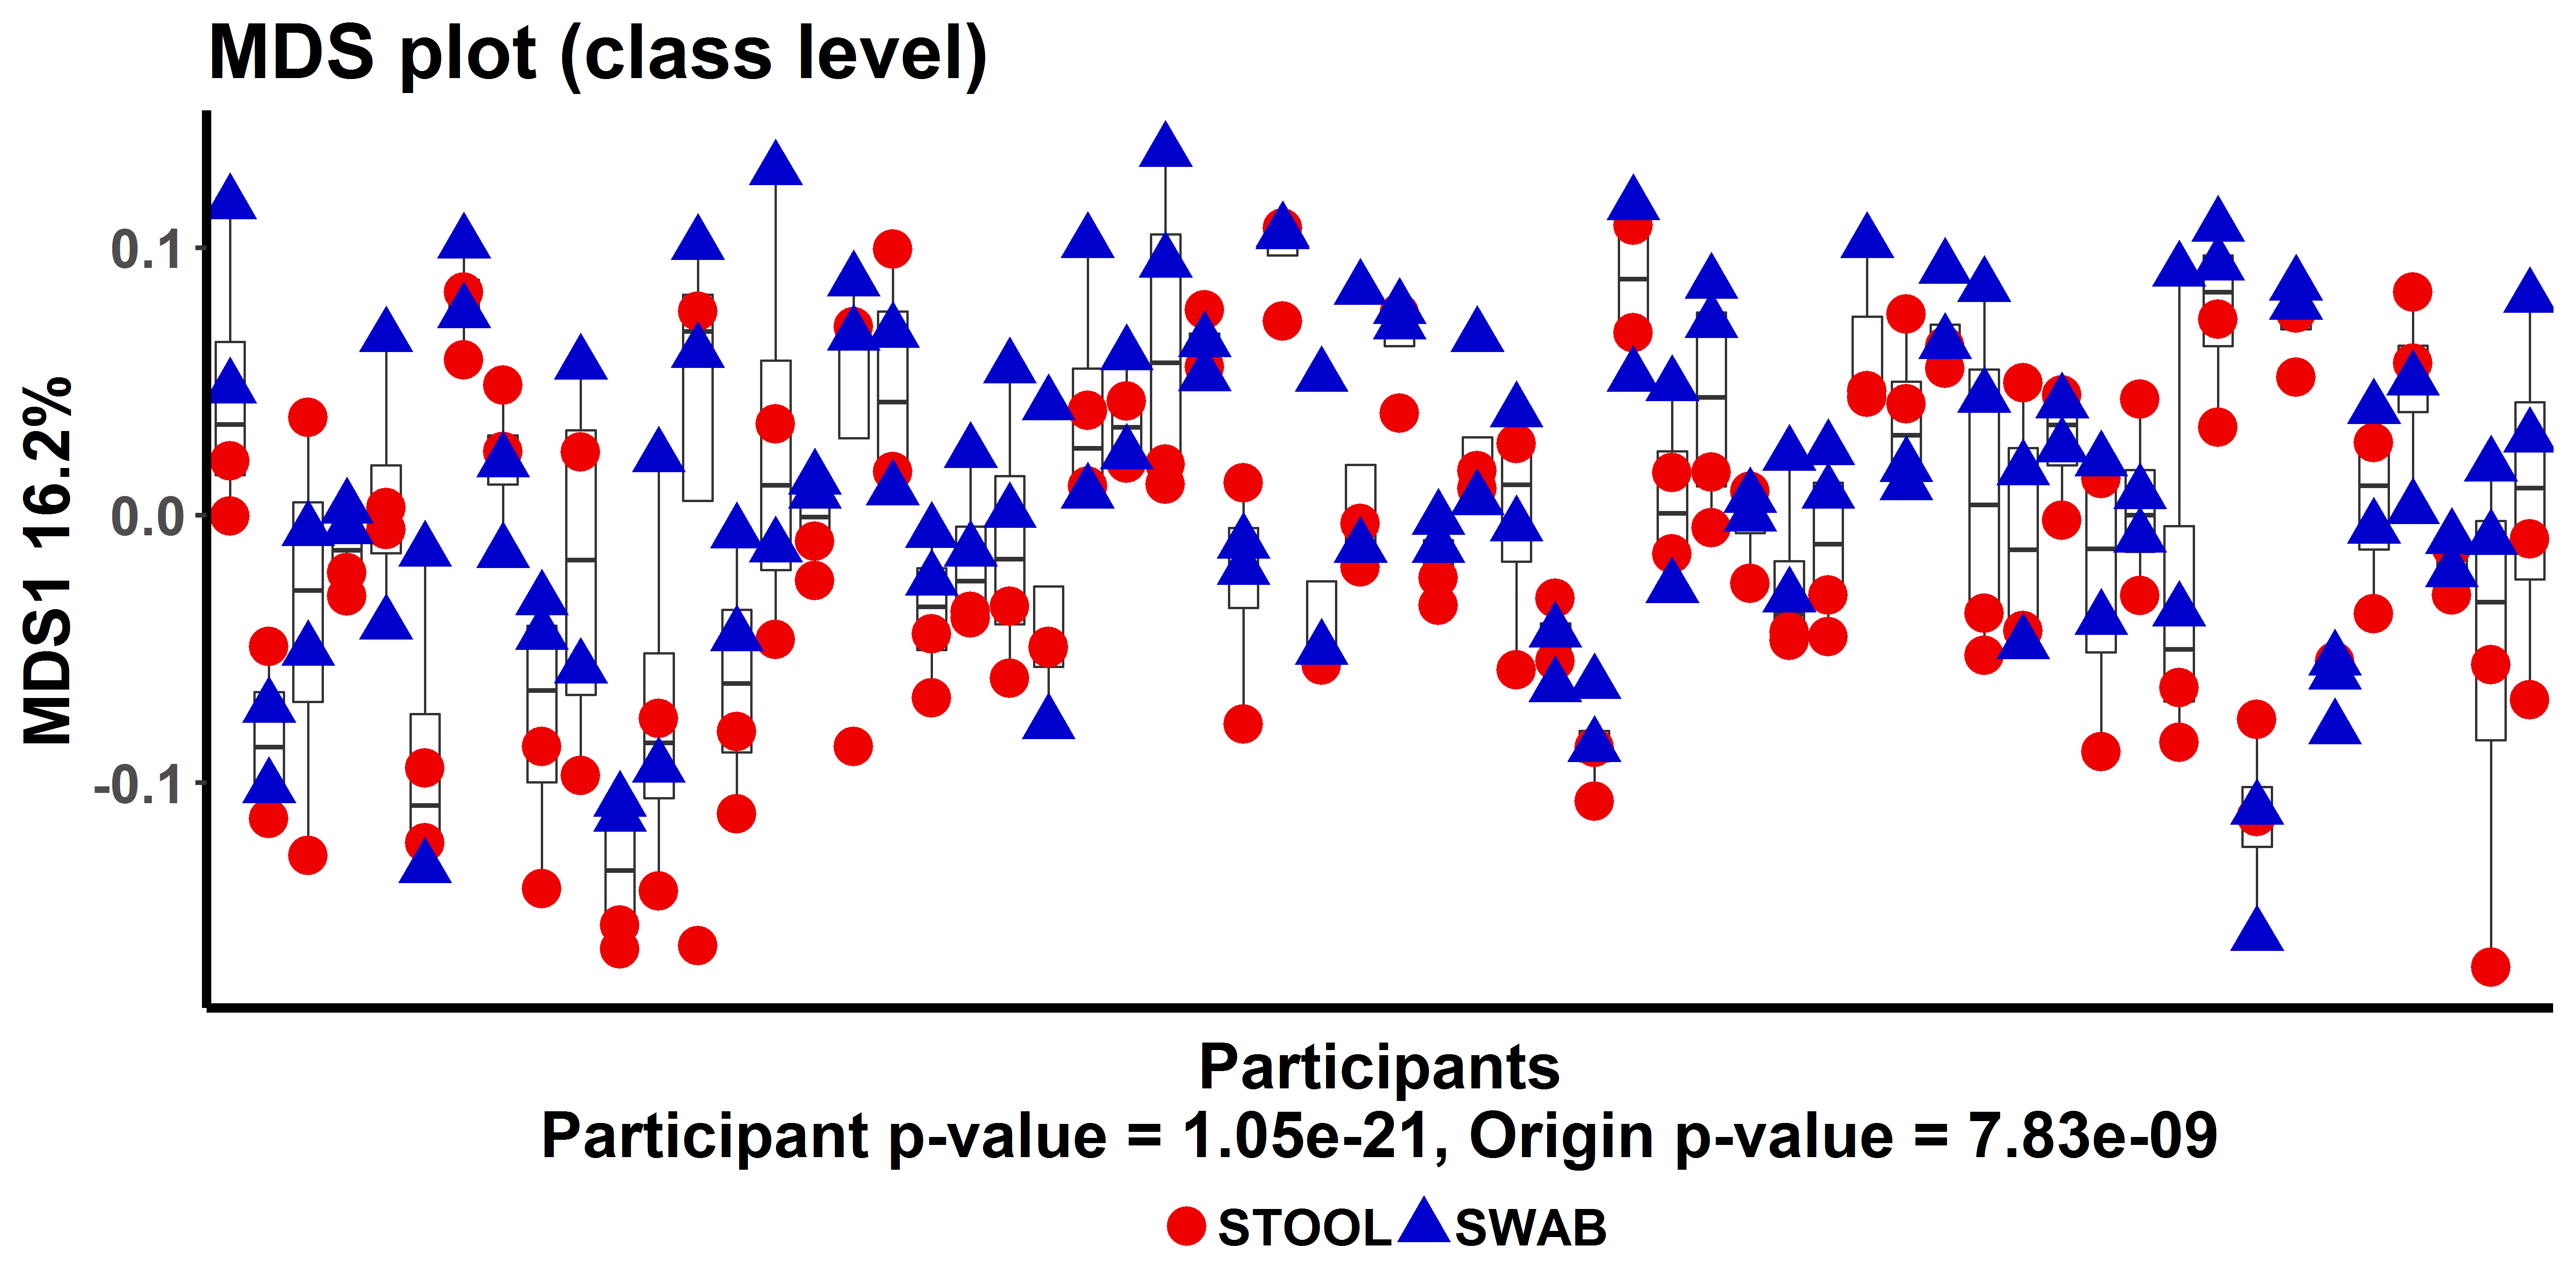 MDS plot (class level)
MDS1 16.2%
0.1
0.0
-0.1
Participants
Participant p-value = 1.05e-21, Origin p-value = 7.83e-09
STOOL SWAB